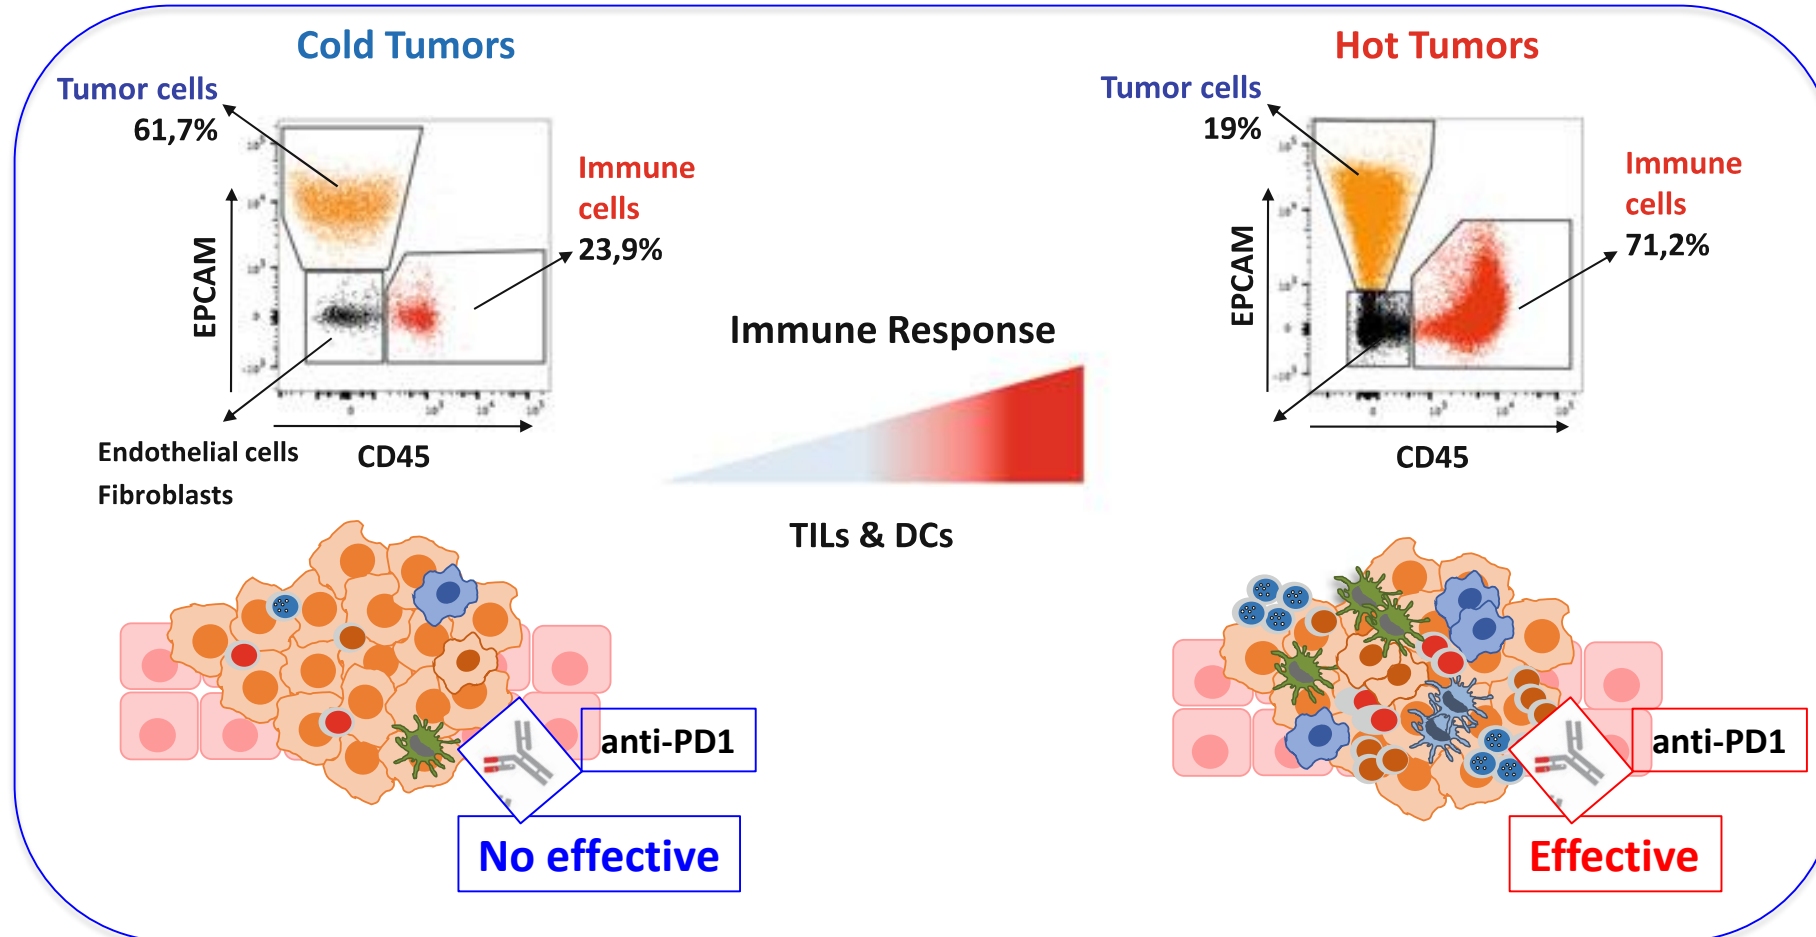 Cold Tumors
Tumor cells
61,7%
Immune
cells
23,9%
EPCAM
Endothelial cells
Fibroblasts
CD45
Immune Response
TILs & DCs
Hot Tumors
Tumor cells
19%
Immune
cells
71,2%
EPCAM
CD45
anti-PD1
No effective
anti-PD1
Effective